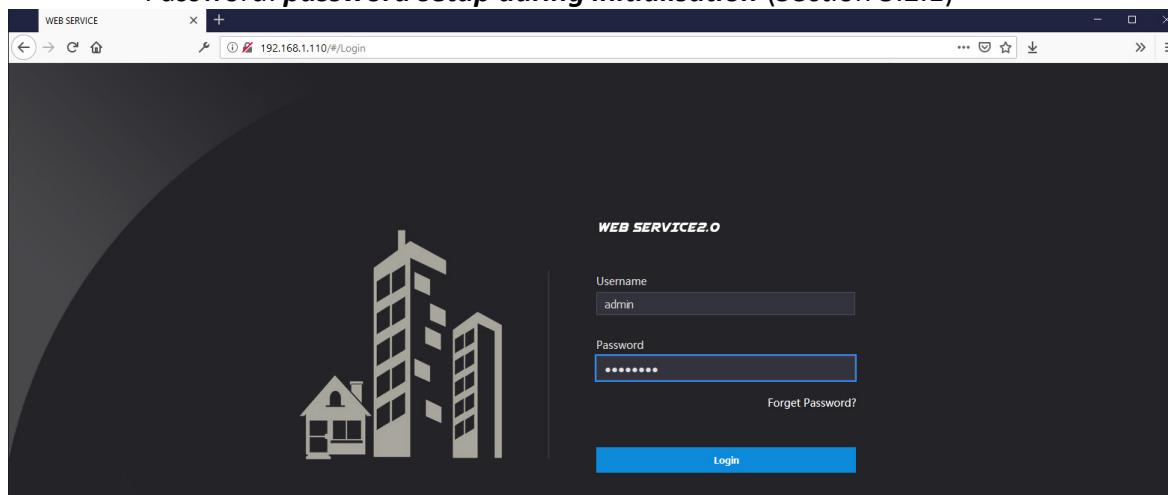 Password: password setup during initialisation (Section 3.2.1)
WEB SERVICE
192.168.1.110/#/Login
WEB SERVICE2.0
Username
admin
Password
Forget Password?
Login